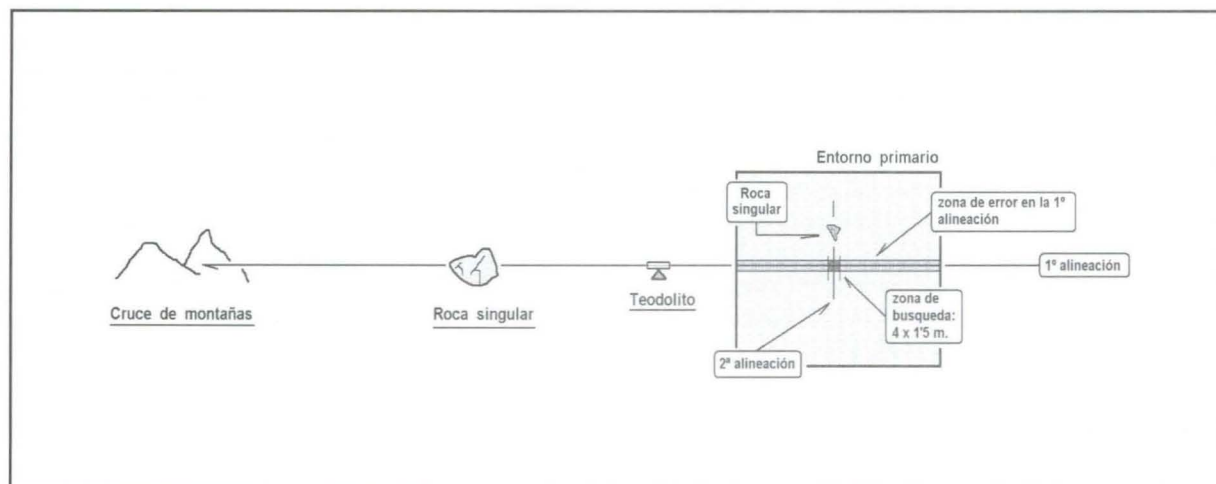 Entorno primario
Roca
singular
zona de error en la 1º
alineación
1º alineación
Teodolito
Cruce de montañas
Roca singular
zona de
busqueda:
4 x 1'5 m.
2ª alineación